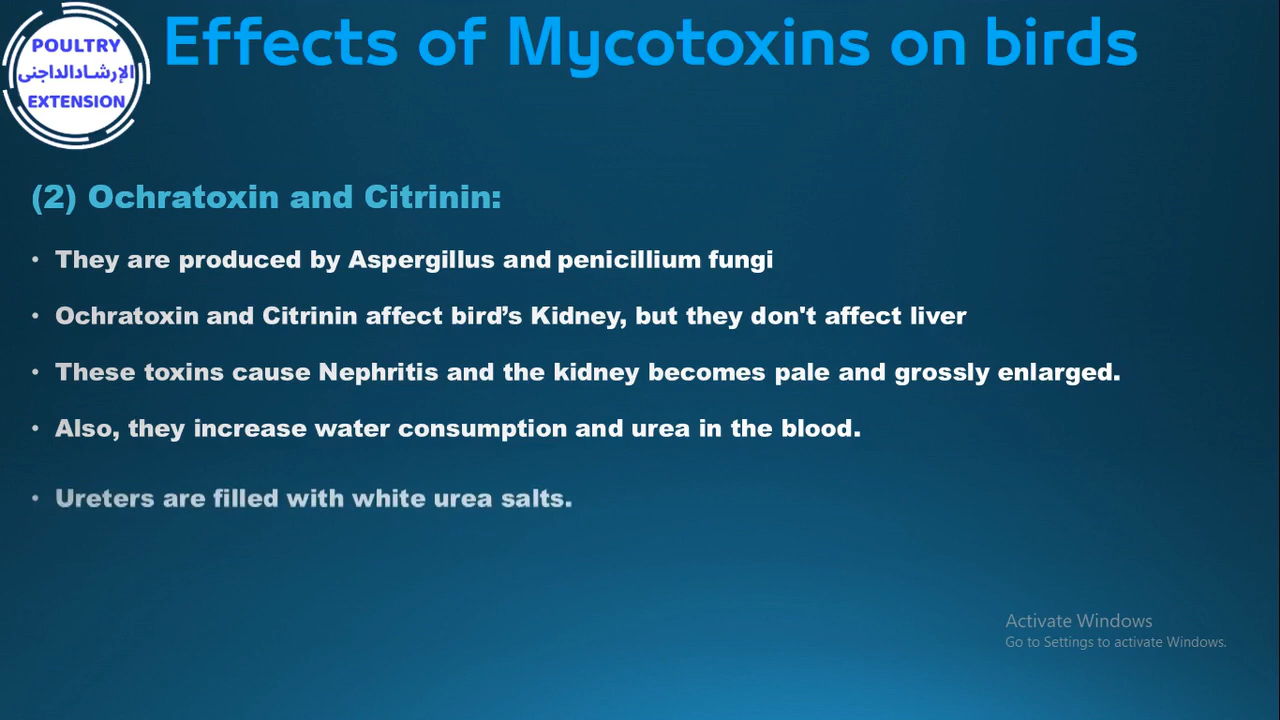 POULTRY
الإرشادالداجنى
EXTENSION
Effects of Mycotoxins on birds
(2) Ochratoxin and Citrinin:
• They are produced by Aspergillus and penicillium fungi
• Ochratoxin and Citrinin affect bird’s Kidney, but they don't affect liver
• These toxins cause Nephritis and the kidney becomes pale and grossly enlarged.
• Also, they increase water consumption and urea in the blood.
• Ureters are filled with white urea salts.
Activate Windows
Go to Settings to activate Windows.